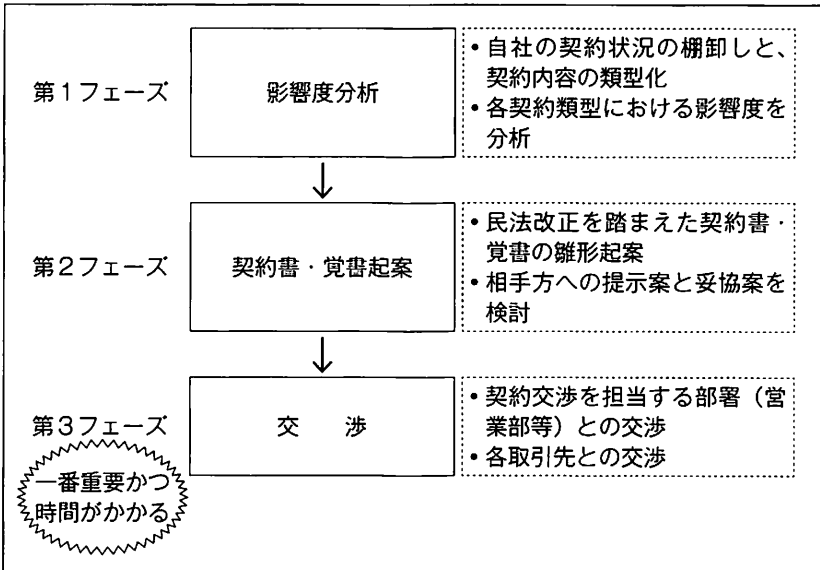 第1フェーズ
影響度分析
• 自社の契約状況の棚卸しと、
契約内容の類型化
• 各契約類型における影響度を
分析
↓
第2フェーズ
契約書・覚書起案
• 民法改正を踏まえた契約書・
覚書の雛形起案
• 相手方への提示案と妥協案を
検討
↓
第3フェーズ
交　渉
• 契約交渉を担当する部署（営
業部等）との交渉
• 各取引先との交渉
一番重要かつ
時間がかかる